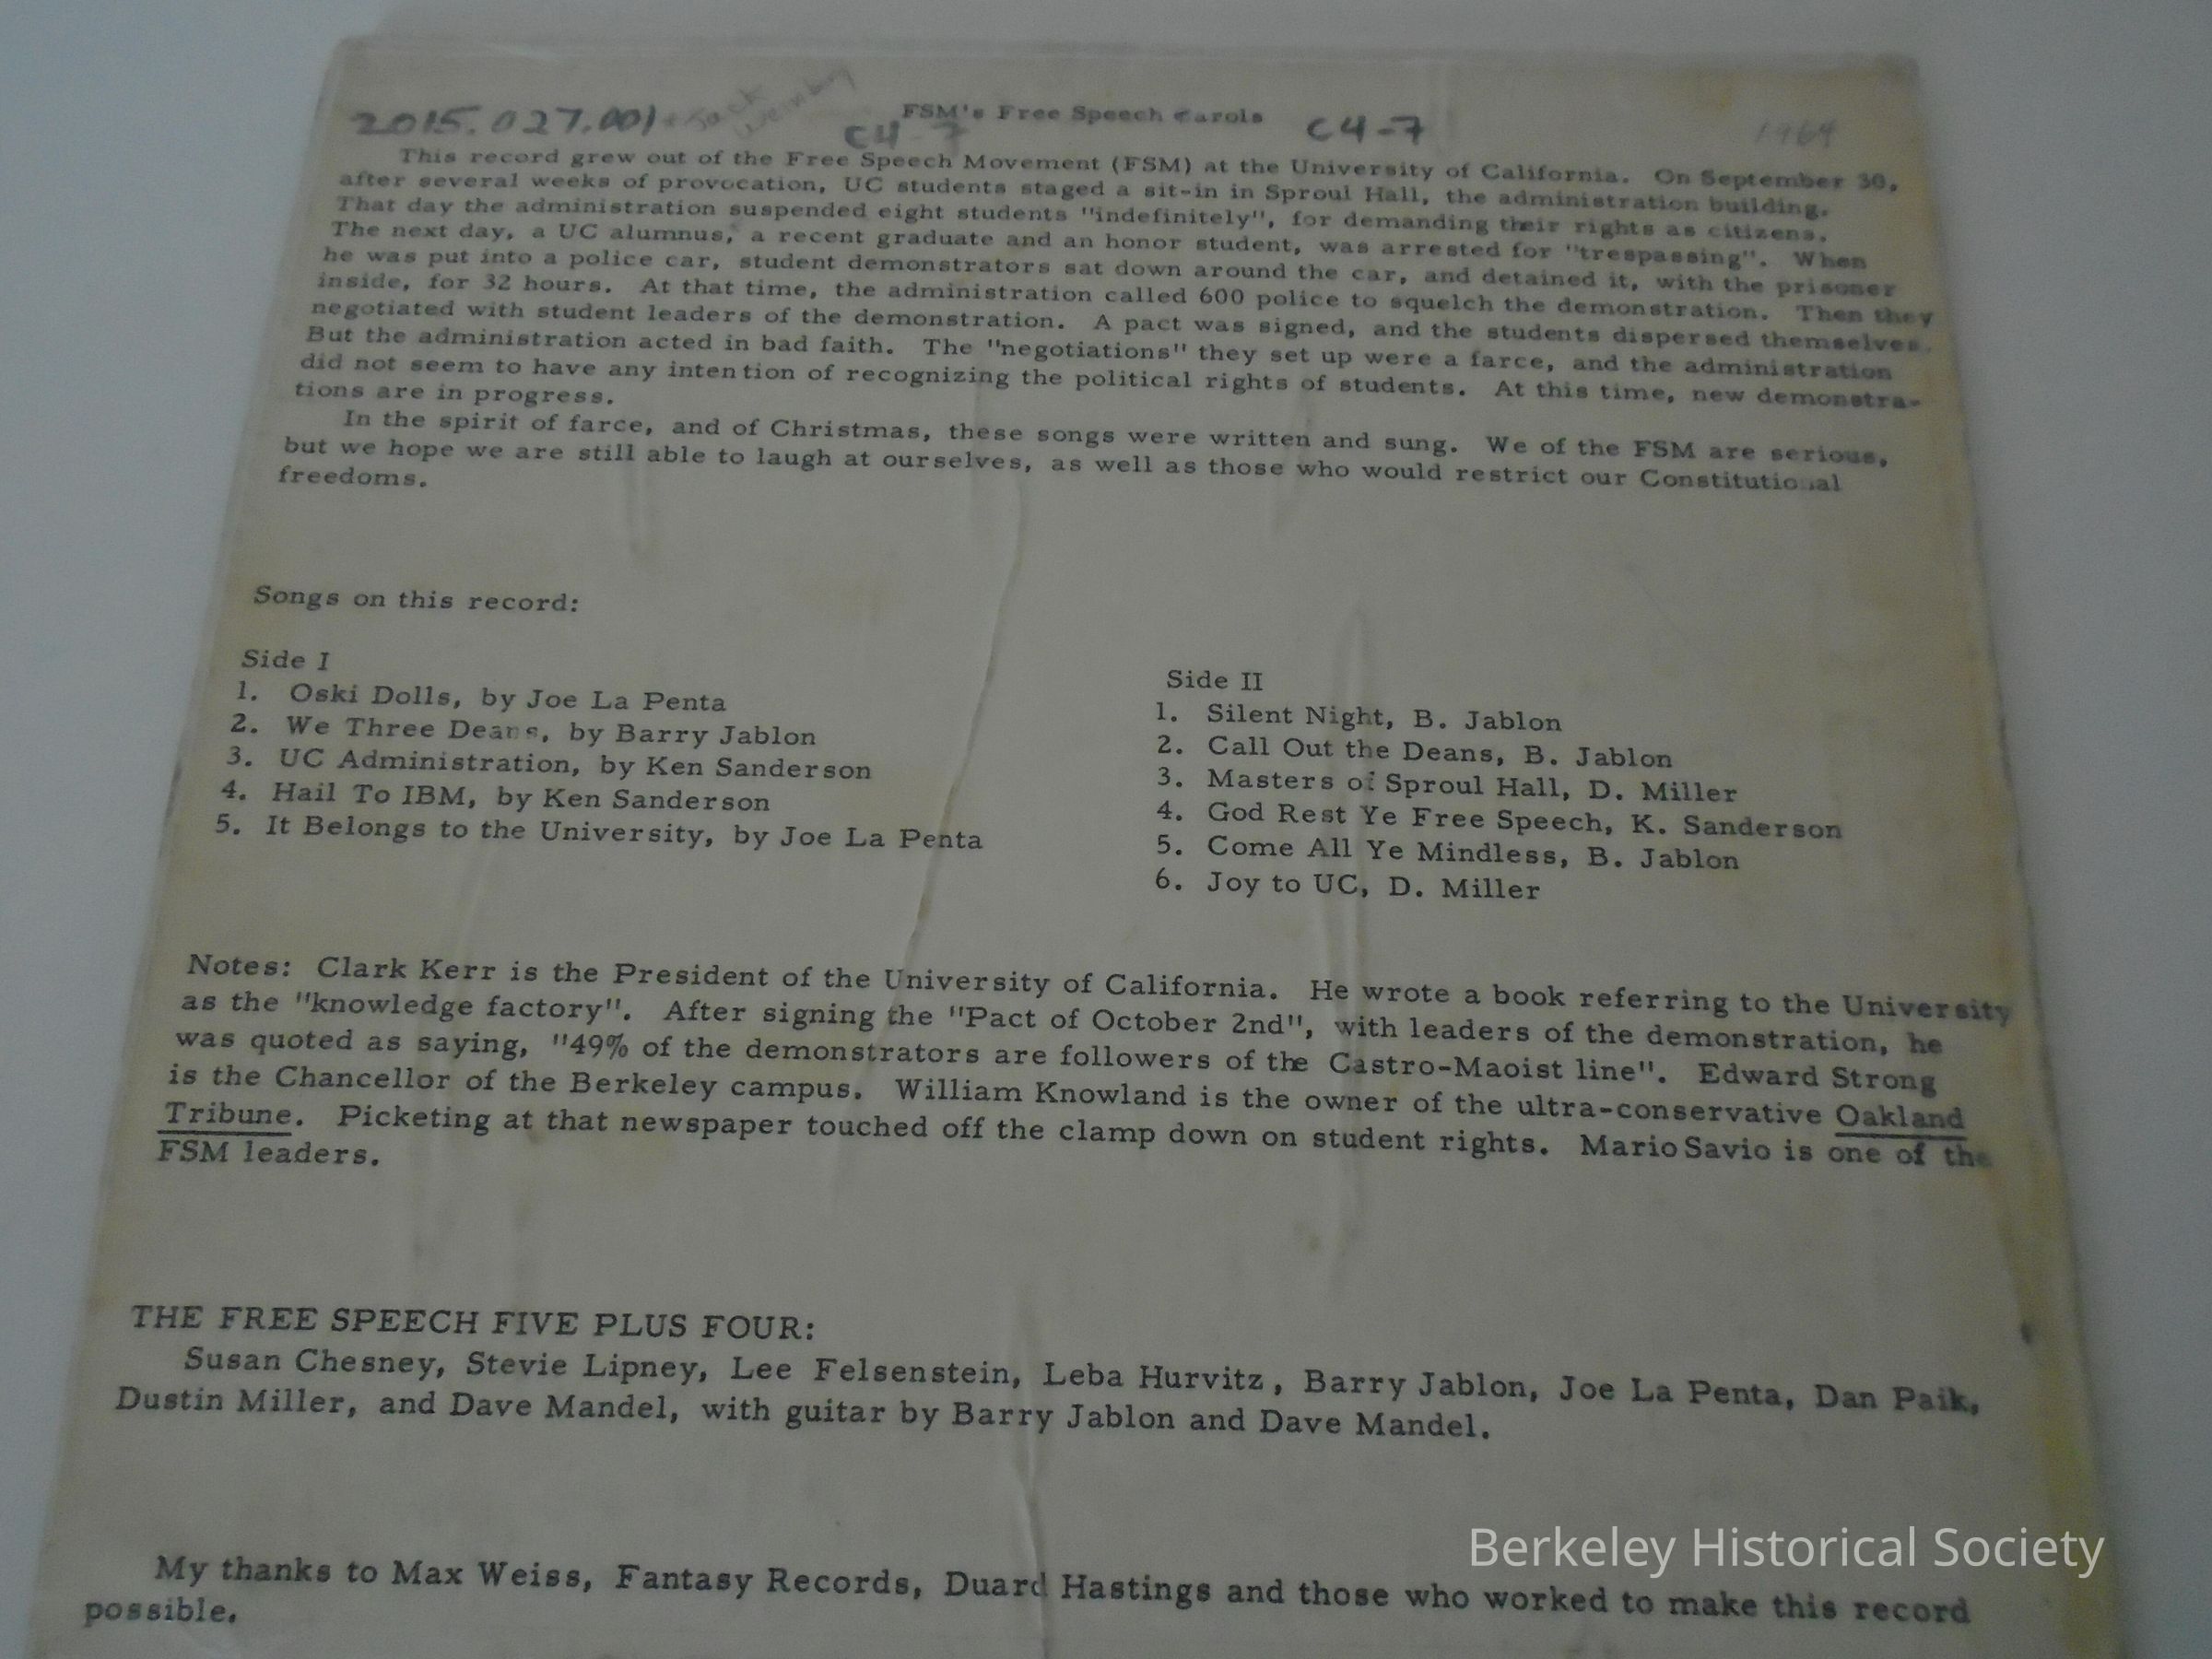 2015.027.001
FSM's Free Speech Carols
C4-7
C4-7
1964
This record grew out of the Free Speech Movement (FSM) at the University of California. On September 30,
after several weeks of provocation, UC students staged a sit-in in Sproul Hall, the administration building.
That day the administration suspended eight students "indefinitely", for demanding their rights as citizens.
The next day, a UC alumnus, a recent graduate and an honor student, was arrested for "trespassing". When
he was put into a police car, student demonstrators sat down around the car, and detained it, with the prisoner
inside, for 32 hours. At that time, the administration called 600 police to squelch the demonstration. Then they
negotiated with student leaders of the demonstration. A pact was signed, and the students dispersed themselves.
But the administration acted in bad faith. The "negotiations" they set up were a farce, and the administration
did not seem to have any intention of recognizing the political rights of students. At this time, new demonstra-
tions are in progress.
In the spirit of farce, and of Christmas, these songs were written and sung. We of the FSM are serious,
but we hope we are still able to laugh at ourselves, as well as those who would restrict our Constitutional
freedoms.
Songs on this record:
Side I
1. Oski Dolls, by Joe La Penta
2. We Three Deans, by Barry Jablon
3. UC Administration, by Ken Sanderson
4. Hail To IBM, by Ken Sanderson
5. It Belongs to the University, by Joe La Penta
Side II
1. Silent Night, B. Jablon
2. Call Out the Deans, B. Jablon
3. Masters of Sproul Hall, D. Miller
4. God Rest Ye Free Speech, K. Sanderson
5. Come All Ye Mindless, B. Jablon
6. Joy to UC, D. Miller
Notes: Clark Kerr is the President of the University of California. He wrote a book referring to the University
as the "knowledge factory". After signing the "Pact of October 2nd", with leaders of the demonstration, he
was quoted as saying, "49% of the demonstrators are followers of the Castro-Maoist line". Edward Strong
is the Chancellor of the Berkeley campus. William Knowland is the owner of the ultra-conservative Oakland
Tribune. Picketing at that newspaper touched off the clamp down on student rights. Mario Savio is one of the
FSM leaders.
THE FREE SPEECH FIVE PLUS FOUR:
Susan Chesney, Stevie Lipney, Lee Felsenstein, Leba Hurvitz, Barry Jablon, Joe La Penta, Dan Paik,
Dustin Miller, and Dave Mandel, with guitar by Barry Jablon and Dave Mandel.
My thanks to Max Weiss, Fantasy Records, Duard Hastings and those who worked to make this record
possible.
Berkeley Historical Society